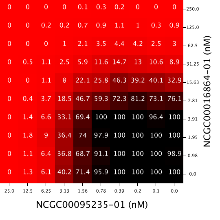 0 0 0 0 0.1 0.3 0.2 0 0 0 250.0
0 0 0.2 0.2 0.7 0.9 1.1 1 0.3 0.9 125.0
0 0 0 1 2.1 3.5 4.4 4.2 2.5 3 62.5
0 0.5 1.1 2.5 5.9 11.6 14.7 13 10.6 8.9 31.25
0 0 1.1 8 22.1 25.8 46.3 39.2 40.1 32.9 15.63
0 0.4 3.7 18.5 46.7 59.3 72.3 81.2 73.1 76.1 7.81
0 1.4 6.6 33.1 69.4 100 100 100 96.4 100 3.91
0 1.8 9 36.4 74 97.9 100 100 100 100 1.95
0 1.1 6.4 36.8 68.7 91.1 100 100 100 98.9 0.98
0 1.3 6.1 40.2 71.4 95.9 100 100 100 100 0.0
25.0 12.5 6.25 3.13 1.56 0.78 0.39 0.2 0.1 0.0
NCGC00095235-01 (nM)
NCGC00016864-01 (nM)